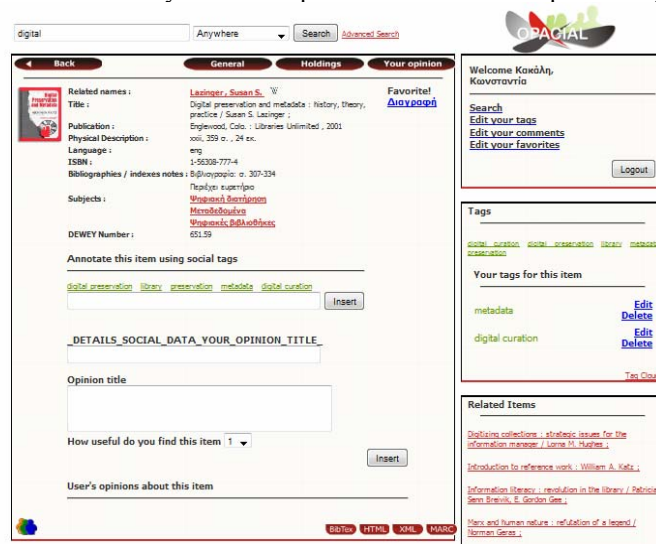 digital
Anywhere
Search
Advanced Search
OPACIAL
Back
General
Holdings
Your opinion
Related names :
Lazinger, Susan S. W
Favorite!
Διαγραφή
Title :
Digital preservation and metadata : history, theory,
practice / Susan S. Lazinger ;
Publication :
Englewood, Colo. : Libraries Unlimited , 2001
Physical Description :
xxii, 359 σ. , 24 εκ.
Language :
eng
ISBN :
1-56308-777-4
Bibliographies / indexes notes :
Βιβλιογραφία: σ. 307-334
Περιέχει ευρετήριο
Subjects :
Ψηφιακή διατήρηση
Μεταδεδομένα
Ψηφιακές βιβλιοθήκες
DEWEY Number :
651.59
Annotate this item using social tags
digital preservation library preservation metadata digital curation
Insert
_DETAILS_SOCIAL_DATA_YOUR_OPINION_TITLE_
Opinion title
How useful do you find this item 1
Insert
User's opinions about this item
BibTex HTML XML MARC
Welcome Κακάλη,
Κωνσταντία
Search
Edit your tags
Edit your comments
Edit your favorites
Logout
Tags
digital curation digital preservation library metadata
preservation
Your tags for this item
metadata
Edit
Delete
digital curation
Edit
Delete
Tag Clou
Related Items
Digitizing collections : strategic issues for the
information manager / Lorna M. Hughes ;
Introduction to reference work : William A. Katz ;
Information literacy : revolution in the library / Patricia
Senn Breivik, E. Gordon Gee ;
Marx and human nature : refutation of a legend /
Norman Geras ;